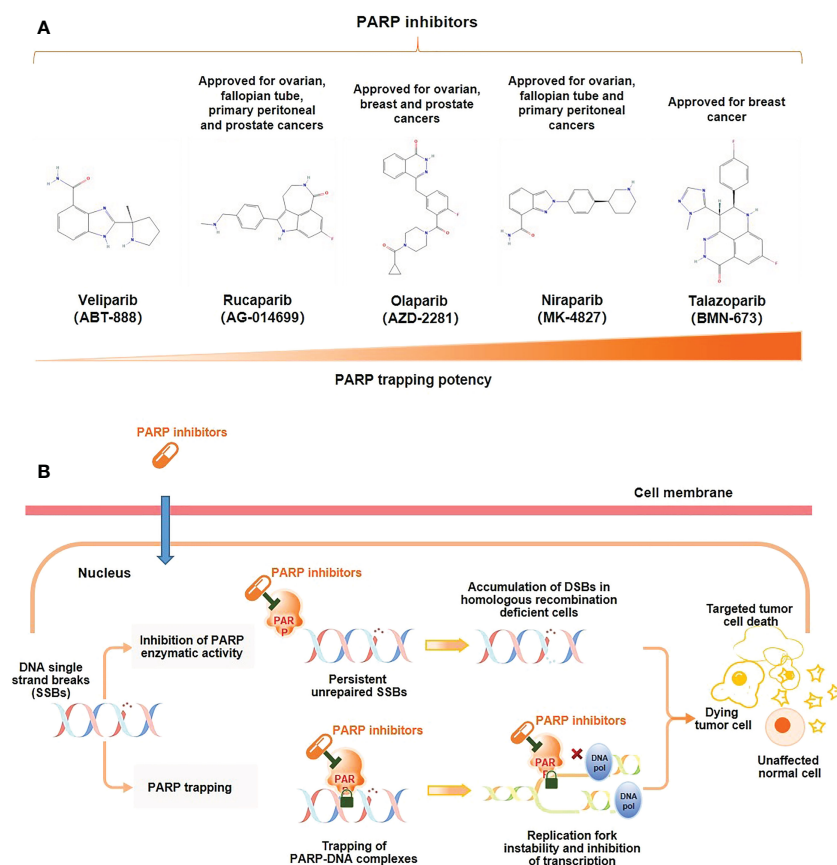 A
PARP inhibitors
Approved for ovarian,
fallopian tube,
primary peritoneal
and prostate cancers
Approved for ovarian,
breast and prostate
cancers
Approved for ovarian,
fallopian tube and
primary peritoneal
cancers
Approved for breast
cancer
Veliparib
(ABT-888)
Rucaparib
(AG-014699)
Olaparib
(AZD-2281)
Niraparib
(MK-4827)
Talazoparib
(BMN-673)
PARP trapping potency
PARP inhibitors
B
Cell membrane
Nucleus
DNA single
strand breaks
(SSBs)
Inhibition of PARP
enzymatic activity
PARP inhibitors
PAR
P
Persistent
unrepaired SSBs
Accumulation of DSBs in
homologous recombination
deficient cells
PARP trapping
PARP inhibitors
PAR
P
Trapping of
PARP-DNA complexes
PARP inhibitors
PAR
P
DNA
pol
DNA
pol
Replication fork
instability and inhibition
of transcription
Targeted tumor
cell death
Dying
tumor cell
Unaffected
normal cell